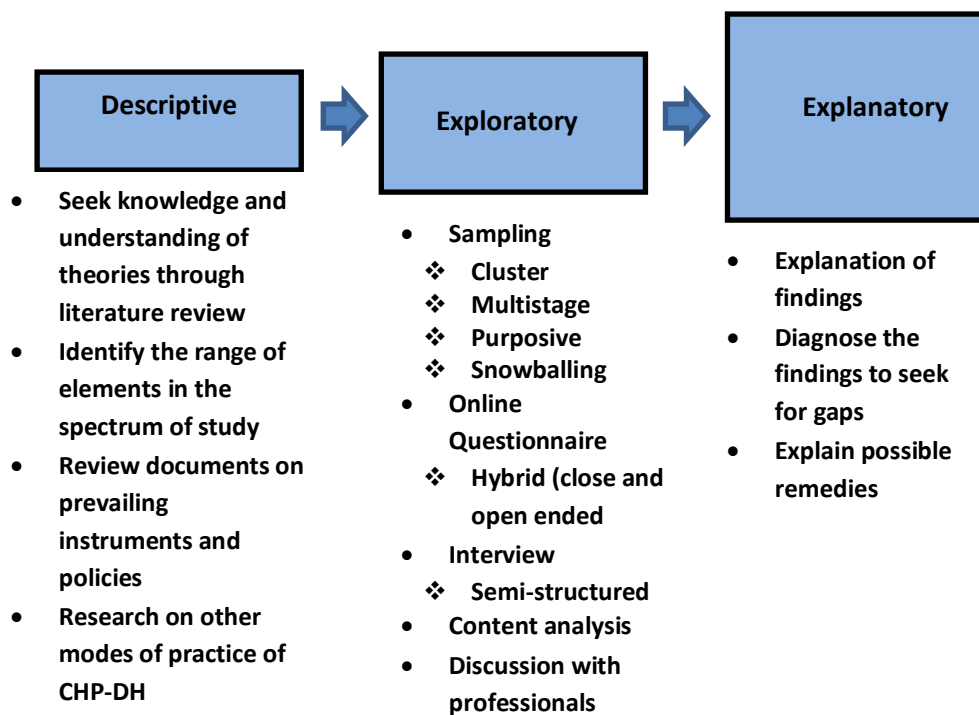 Descriptive
• Seek knowledge and
understanding of
theories through
literature review
• Identify the range of
elements in the
spectrum of study
• Review documents on
prevailing
instruments and
policies
• Research on other
modes of practice of
CHP-DH
Exploratory
• Sampling
❖ Cluster
❖ Multistage
❖ Purposive
❖ Snowballing
• Online
Questionnaire
❖ Hybrid (close and
open ended
• Interview
❖ Semi-structured
• Content analysis
• Discussion with
professionals
Explanatory
• Explanation of
findings
• Diagnose the
findings to seek
for gaps
• Explain possible
remedies